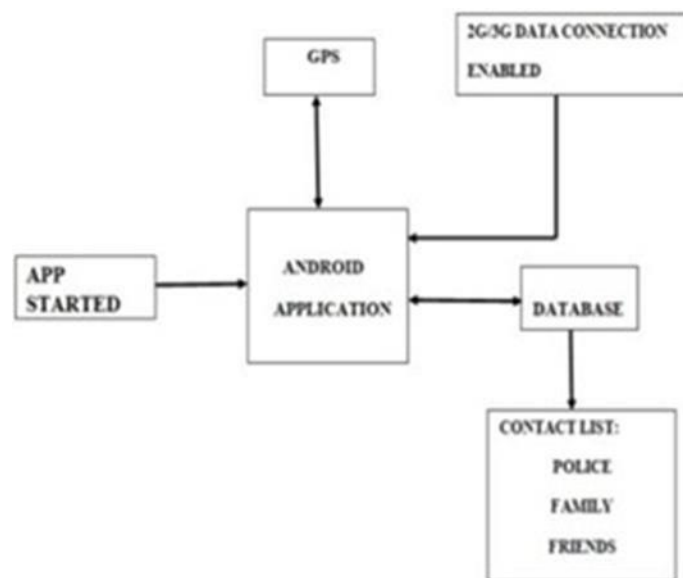 GPS
2G/3G DATA CONNECTION
ENABLED
APP
STARTED
ANDROID
APPLICATION
DATABASE
CONTACT LIST:
POLICE
FAMILY
FRIENDS